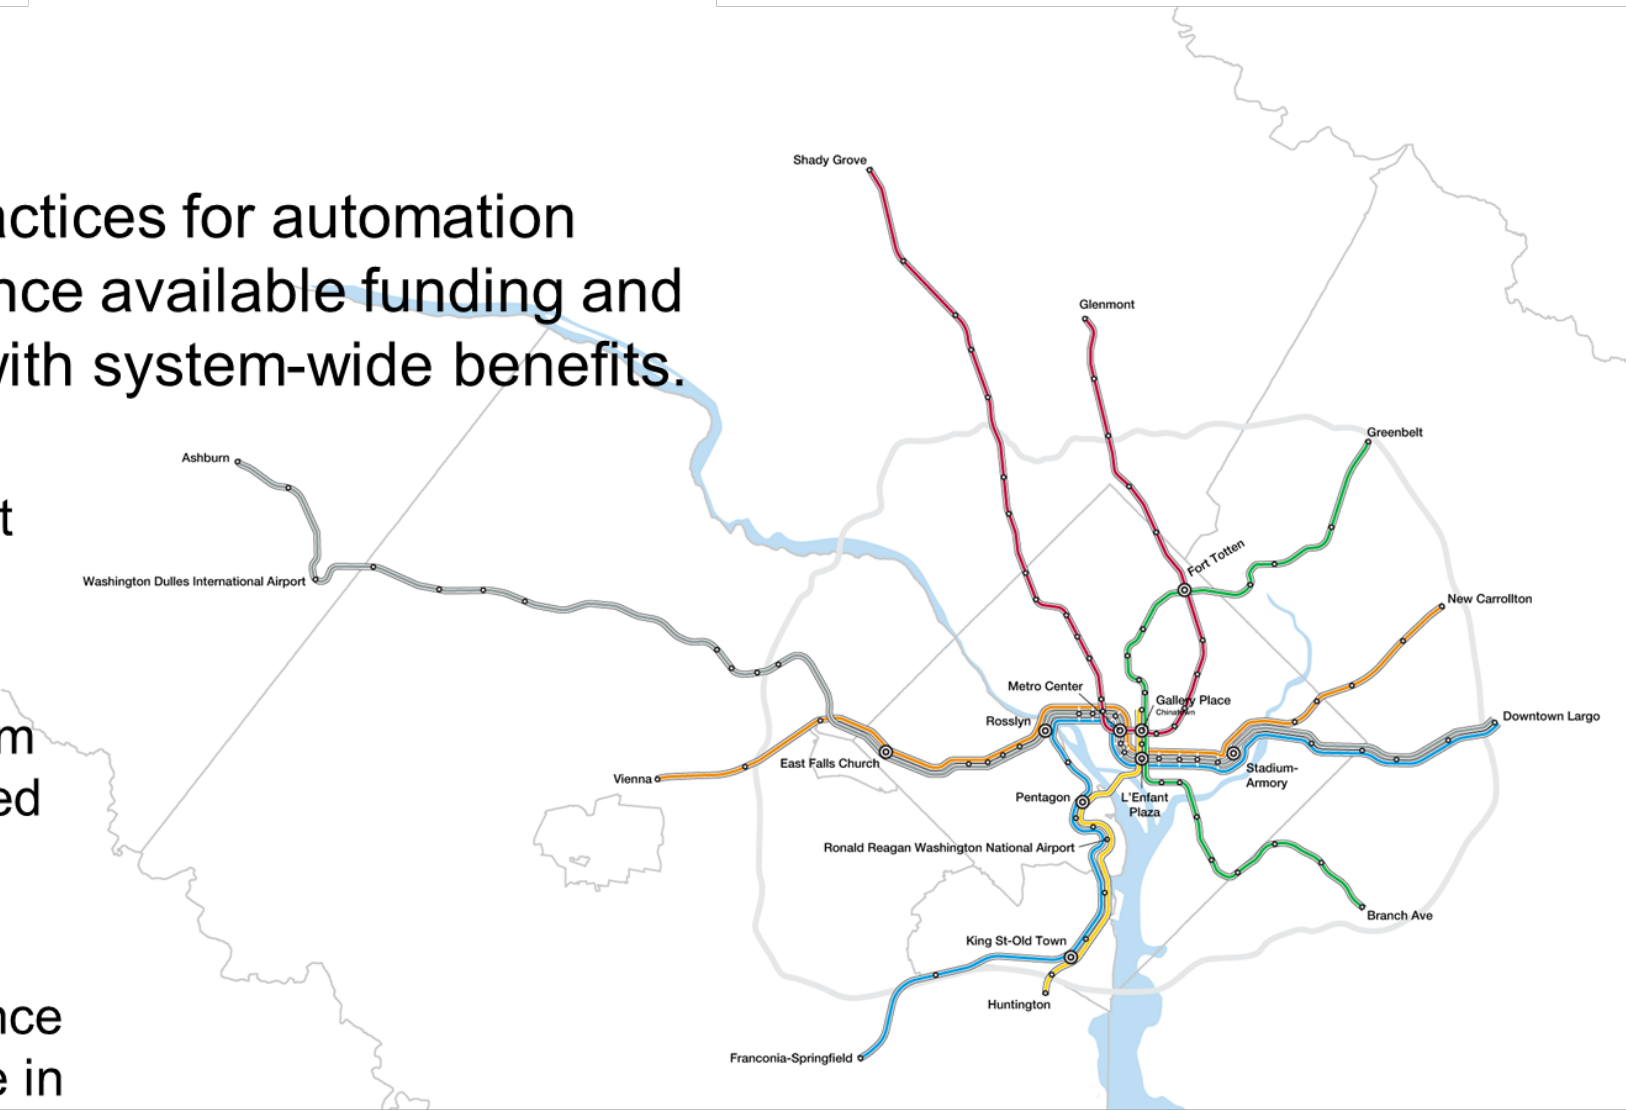 actices for automation
nce available funding and
vith system-wide benefits.
t
m
ed
nce
e in
Shady Grove
Glenmont
Greenbelt
Ashburn
Fort Totten
Washington Dulles International Airport
New Carrollton
Metro Center
Gallery Place
Chinatown
Rosslyn
Downtown Largo
East Falls Church
Vienna
Stadium-
Armory
Pentagon
L'Enfant
Plaza
Ronald Reagan Washington National Airport
Branch Ave
King St-Old Town
Huntington
Franconia-Springfield